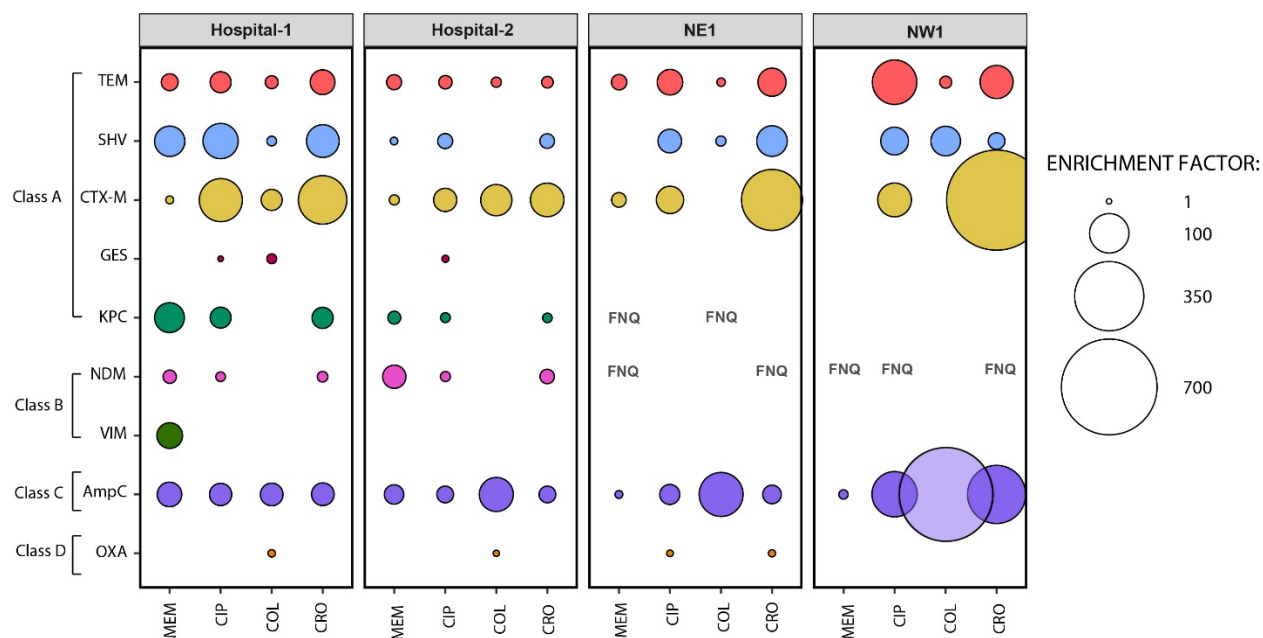 Hospital-1 Hospital-2 NE1 NW1
TEM
SHV
ENRICHMENT FACTOR:
Class A CTX-M 1
100
GES
350
KPC FNQ FNQ
NDM FNQ FNQ FNQ FNQ FNQ
700
Class B
VIM
Class C AmpC
Class D OXA
MEM CIP COL CRO MEM CIP COL CRO MEM CIP COL CRO MEM CIP COL CRO